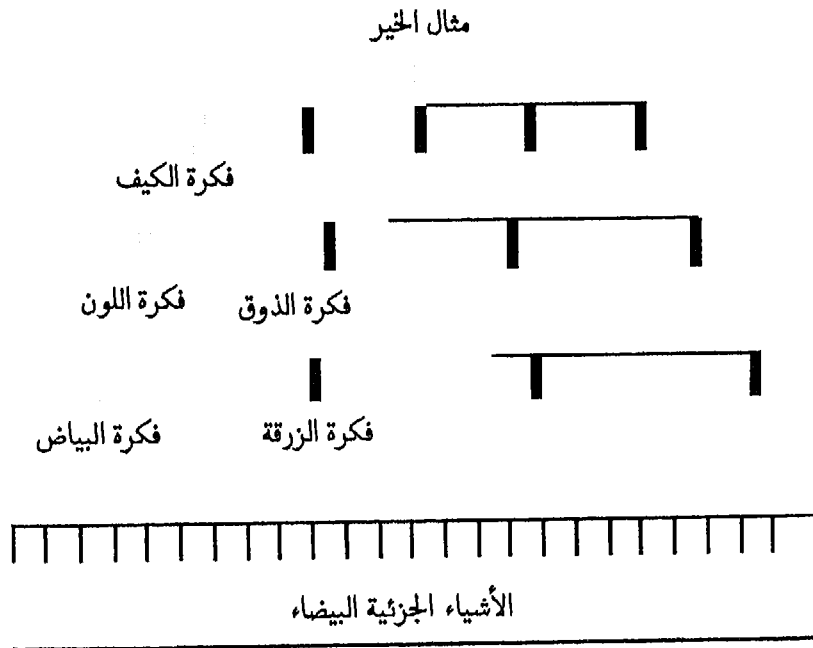 مثال الخير
فكرة الكيف
فكرة اللون فكرة الذوق
فكرة البياض فكرة الزرقة
الأشياء الجزئية البيضاء